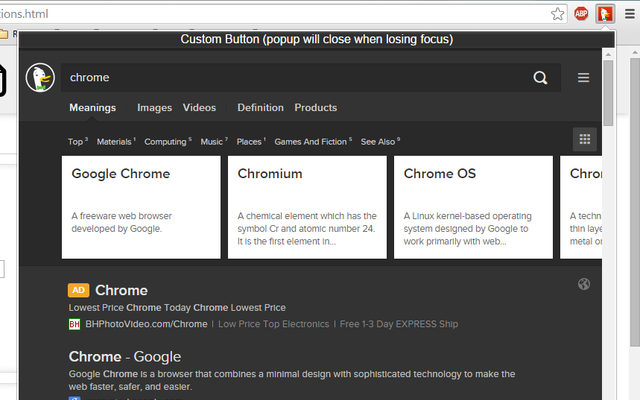 tions.html
ABP
Custom Button (popup will close when losing focus)
chrome
Meanings Images Videos Definition Products
Top 3 Materials 1 Computing 5 Music 7 Places 1 Games And Fiction 5 See Also 9
Google Chrome
A freeware web browser
developed by Google.
Chromium
A chemical element which has the
symbol Cr and atomic number 24.
It is the first element in...
Chrome OS
A Linux kernel-based operating
system designed by Google to
work primarily with web...
Chro
A techn
thin laye
metal o
AD Chrome
Lowest Price Chrome Today Chrome Lowest Price
BH BHPhotoVideo.com/Chrome | Low Price Top Electronics | Free 1-3 Day EXPRESS Ship
Chrome - Google
Google Chrome is a browser that combines a minimal design with sophisticated technology to make
the web faster, safer, and easier.